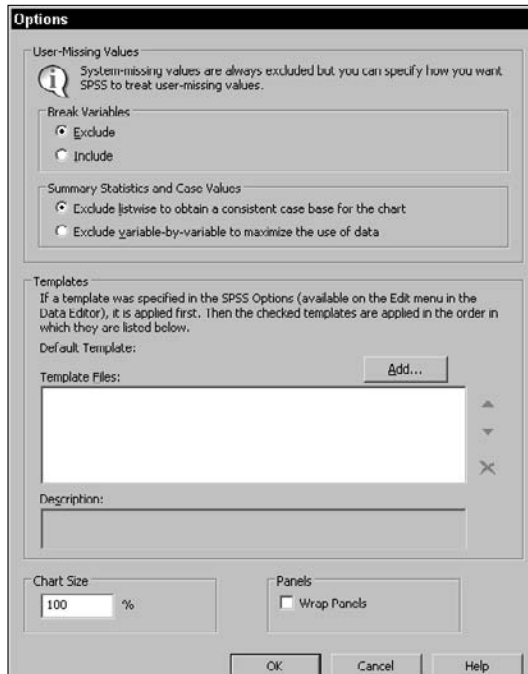 Options
User-Missing Values
System-missing values are always excluded but you can specify how you want
SPSS to treat user-missing values.
Break Variables
Exclude
Include
Summary Statistics and Case Values
Exclude listwise to obtain a consistent case base for the chart
Exclude variable-by-variable to maximize the use of data
Templates
If a template was specified in the SPSS Options (available on the Edit menu in the
Data Editor), it is applied first. Then the checked templates are applied in the order in
which they are listed below.
Default Template:
Template Files:
Add...
Description:
Chart Size
100 %
Panels
Wrap Panels
OK Cancel Help